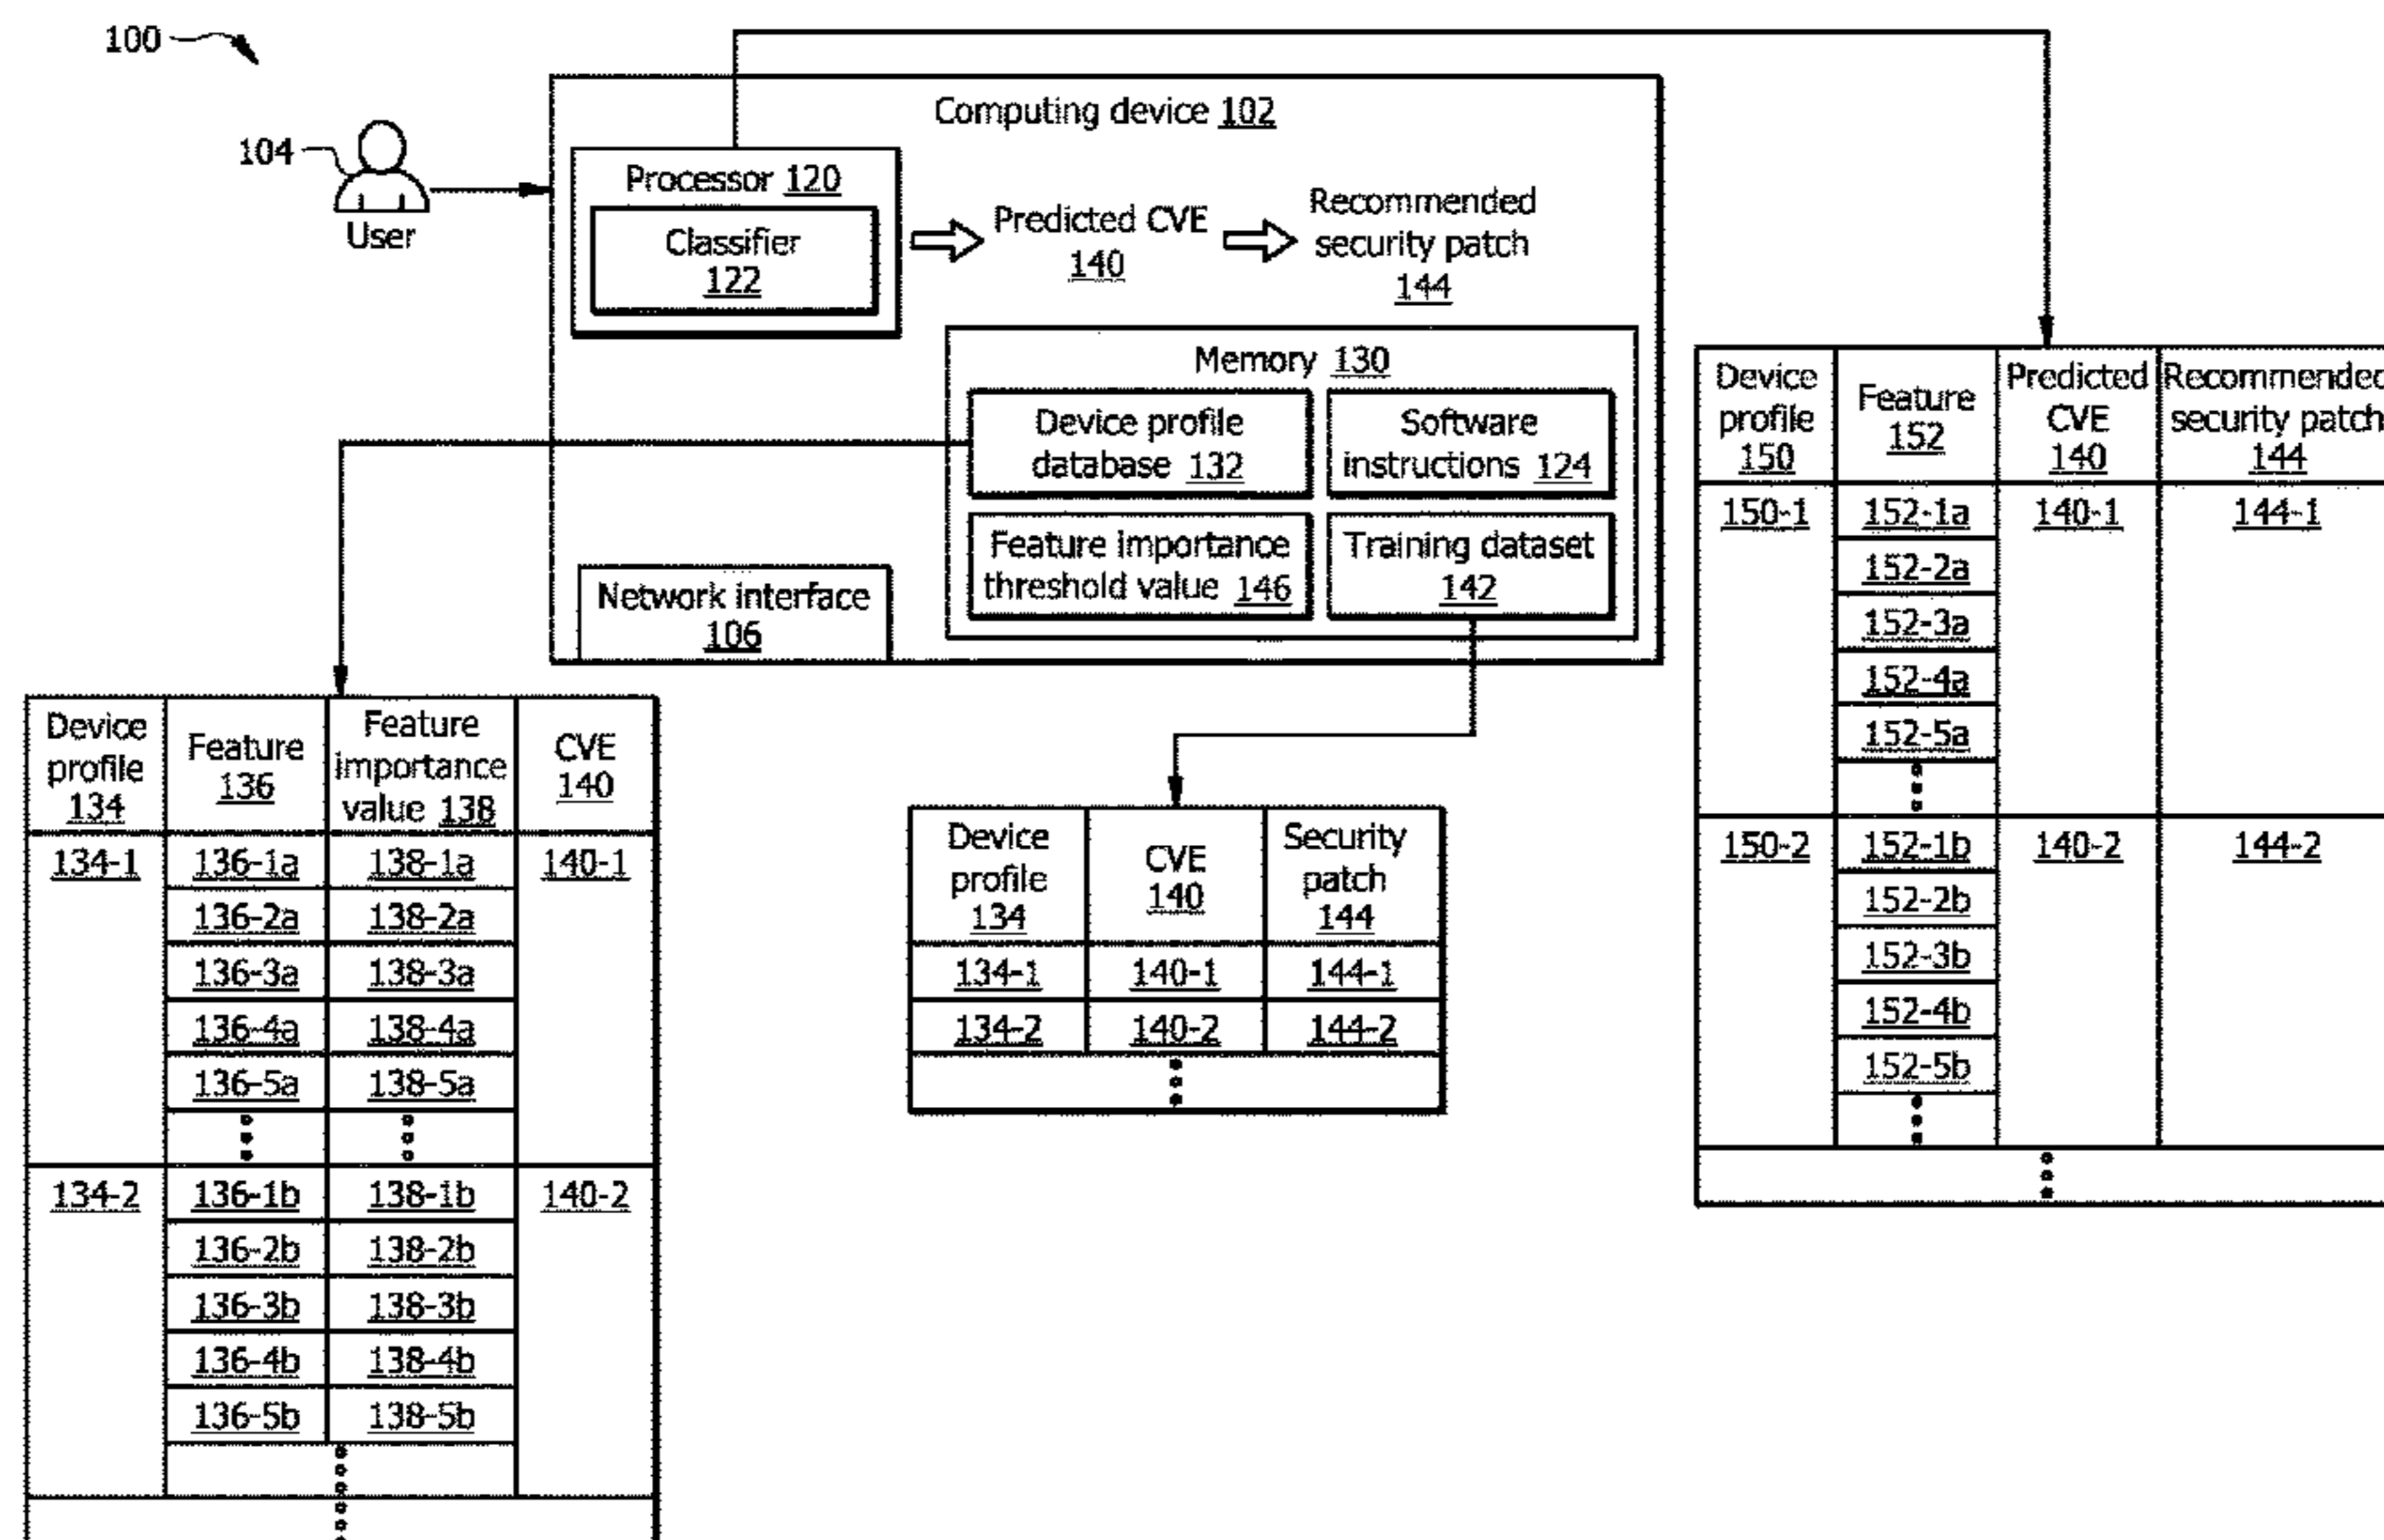 100
Computing device 102
104
User
Processor 120
Classifier
122
Predicted CVE
140
Recommended
security patch
144
Memory 130
Device profile
database 132
Software
instructions 124
Feature importance
threshold value 146
Training dataset
142
Network interface
106
Device
profile
134
Feature
136
Feature
importance
value 138
CVE
140
134-1
136-1a
138-1a
140-1
136-2a
138-2a
136-3a
138-3a
136-4a
138-4a
136-5a
138-5a
134-2
136-1b
138-1b
140-2
136-2b
138-2b
136-3b
138-3b
136-4b
138-4b
136-5b
138-5b
Device
profile
134
CVE
140
Security
patch
144
134-1
140-1
144-1
134-2
140-2
144-2
Device
profile
150
Feature
152
Predicted
CVE
140
Recommended
security patch
144
150-1
152-1a
140-1
144-1
152-2a
152-3a
152-4a
152-5a
150-2
152-1b
140-2
144-2
152-2b
152-3b
152-4b
152-5b